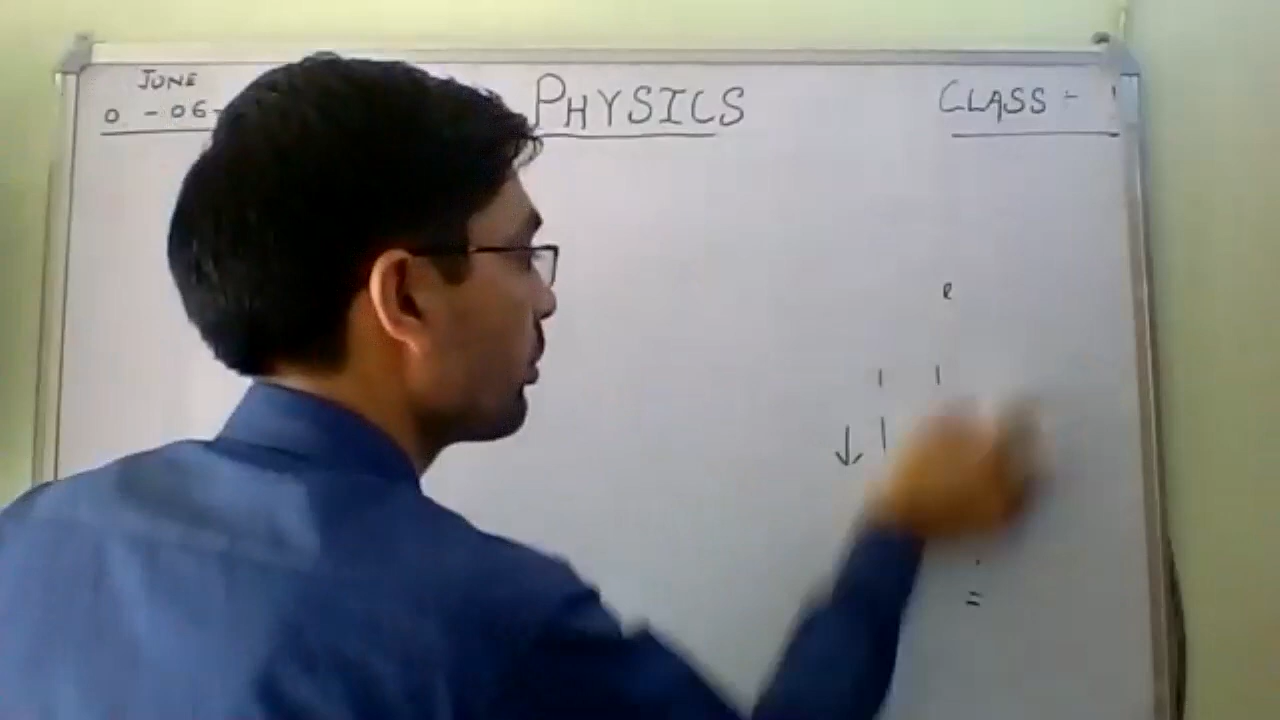 JUNE
PHYSICS
CLASS -
0 - 06 -
e
=